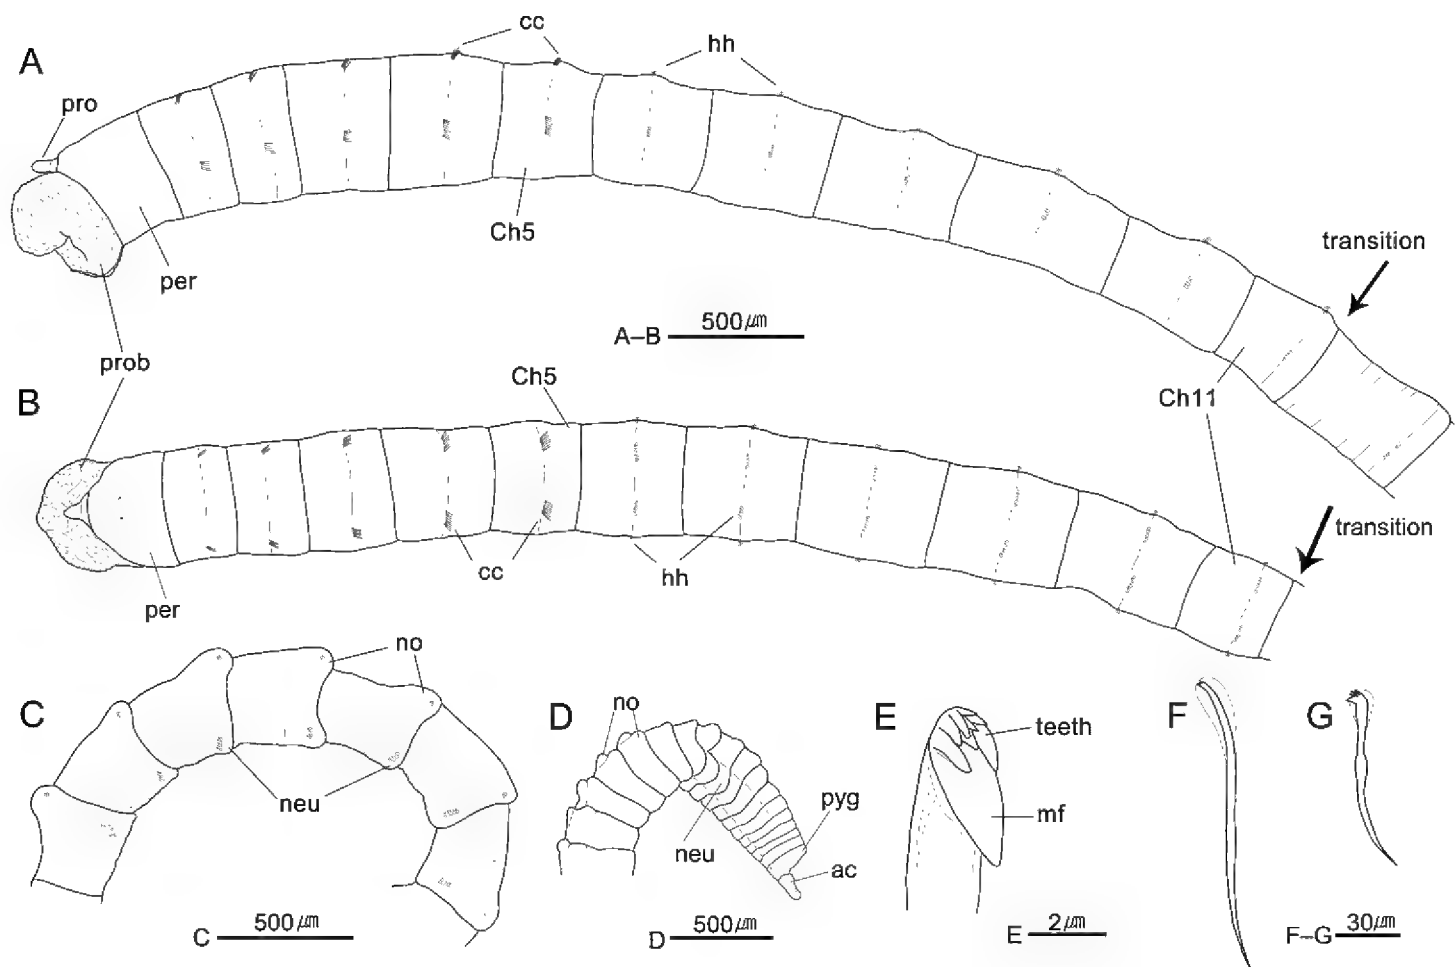 A
cc
hh
pro
Ch5
per
transition
A–B 500㎛
prob
Ch11
B
Ch5
transition
cc
hh
per
C
no
neu
C 500㎛
D
no
neu
pyg
ac
D 500㎛
E
teeth
mf
E 2㎛
F
G
F–G 30㎛